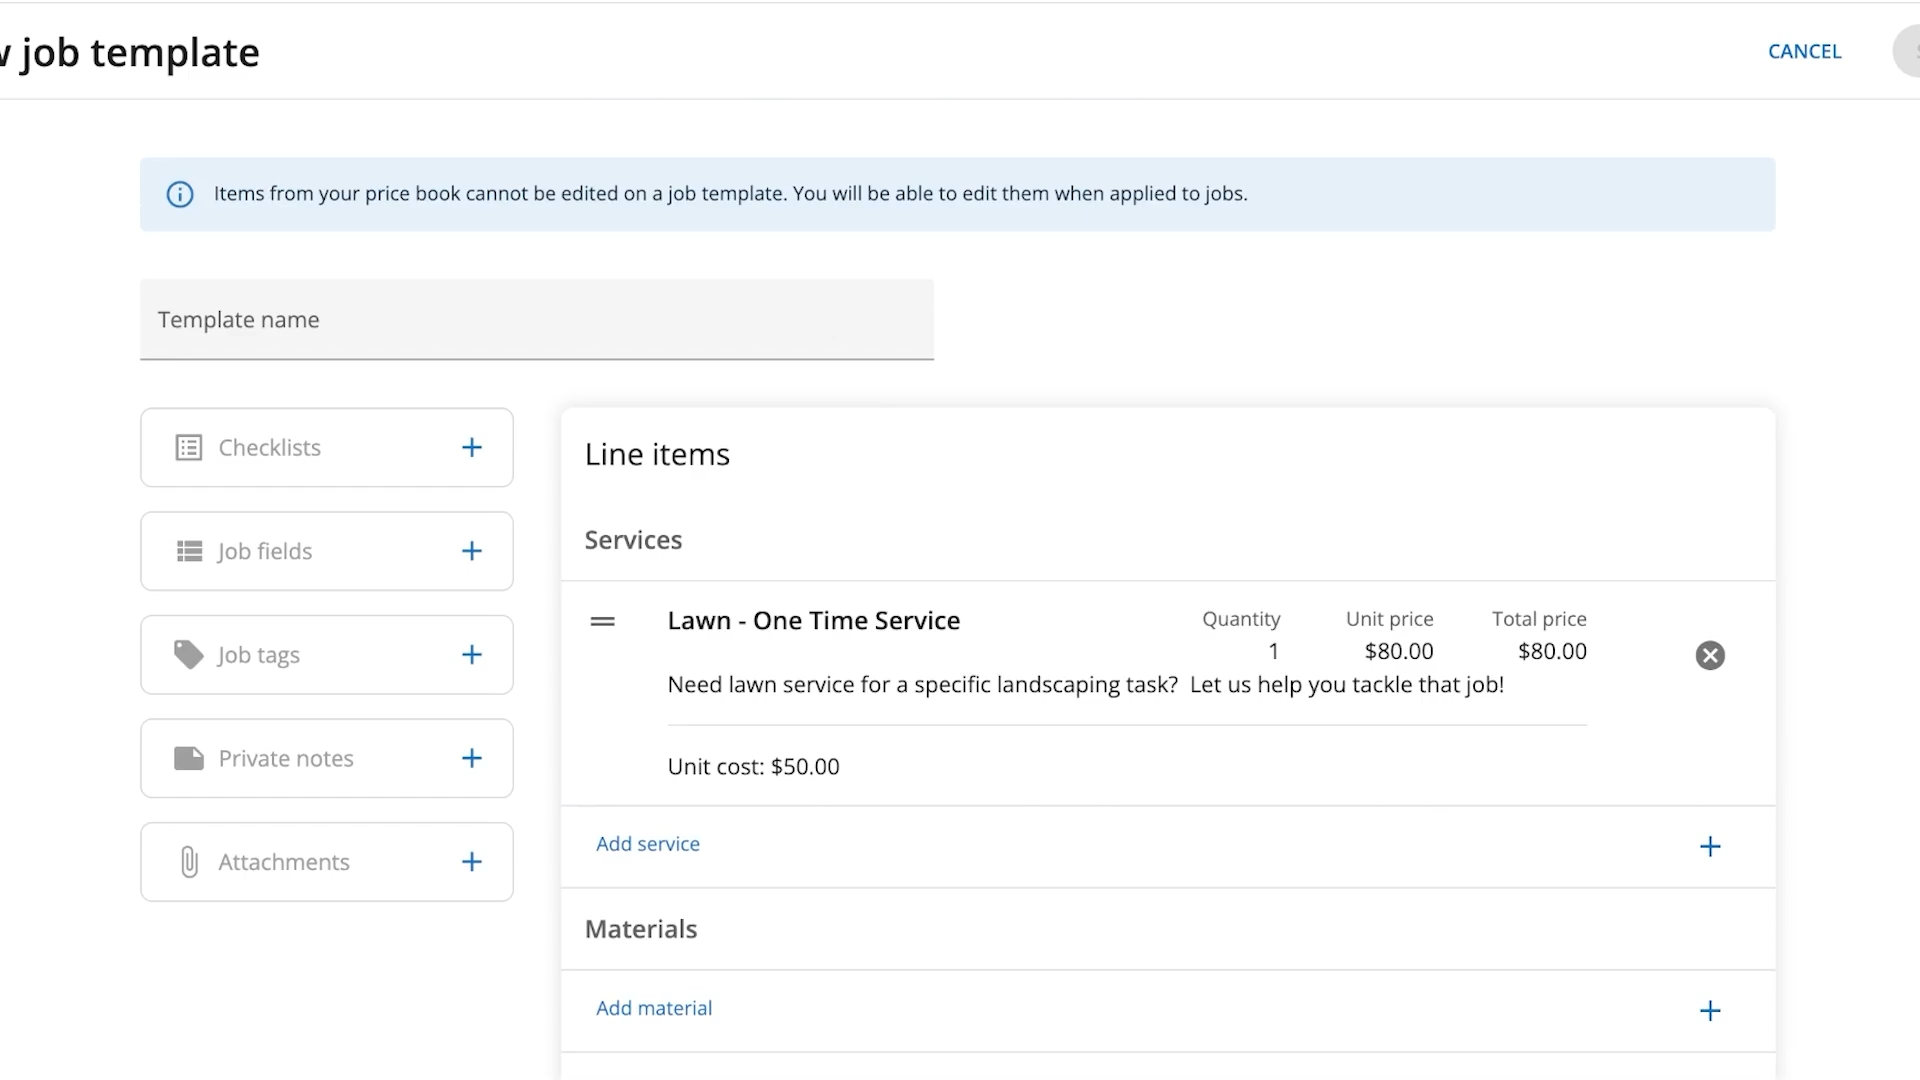 job template
CANCEL
Items from your price book cannot be edited on a job template. You will be able to edit them when applied to jobs.
Template name
Checklists
Job fields
Job tags
Private notes
Attachments
Line items
Services
Lawn - One Time Service
Quantity
Unit price
Total price
1
$80.00
$80.00
Need lawn service for a specific landscaping task? Let us help you tackle that job!
Unit cost: $50.00
Add service
Materials
Add material